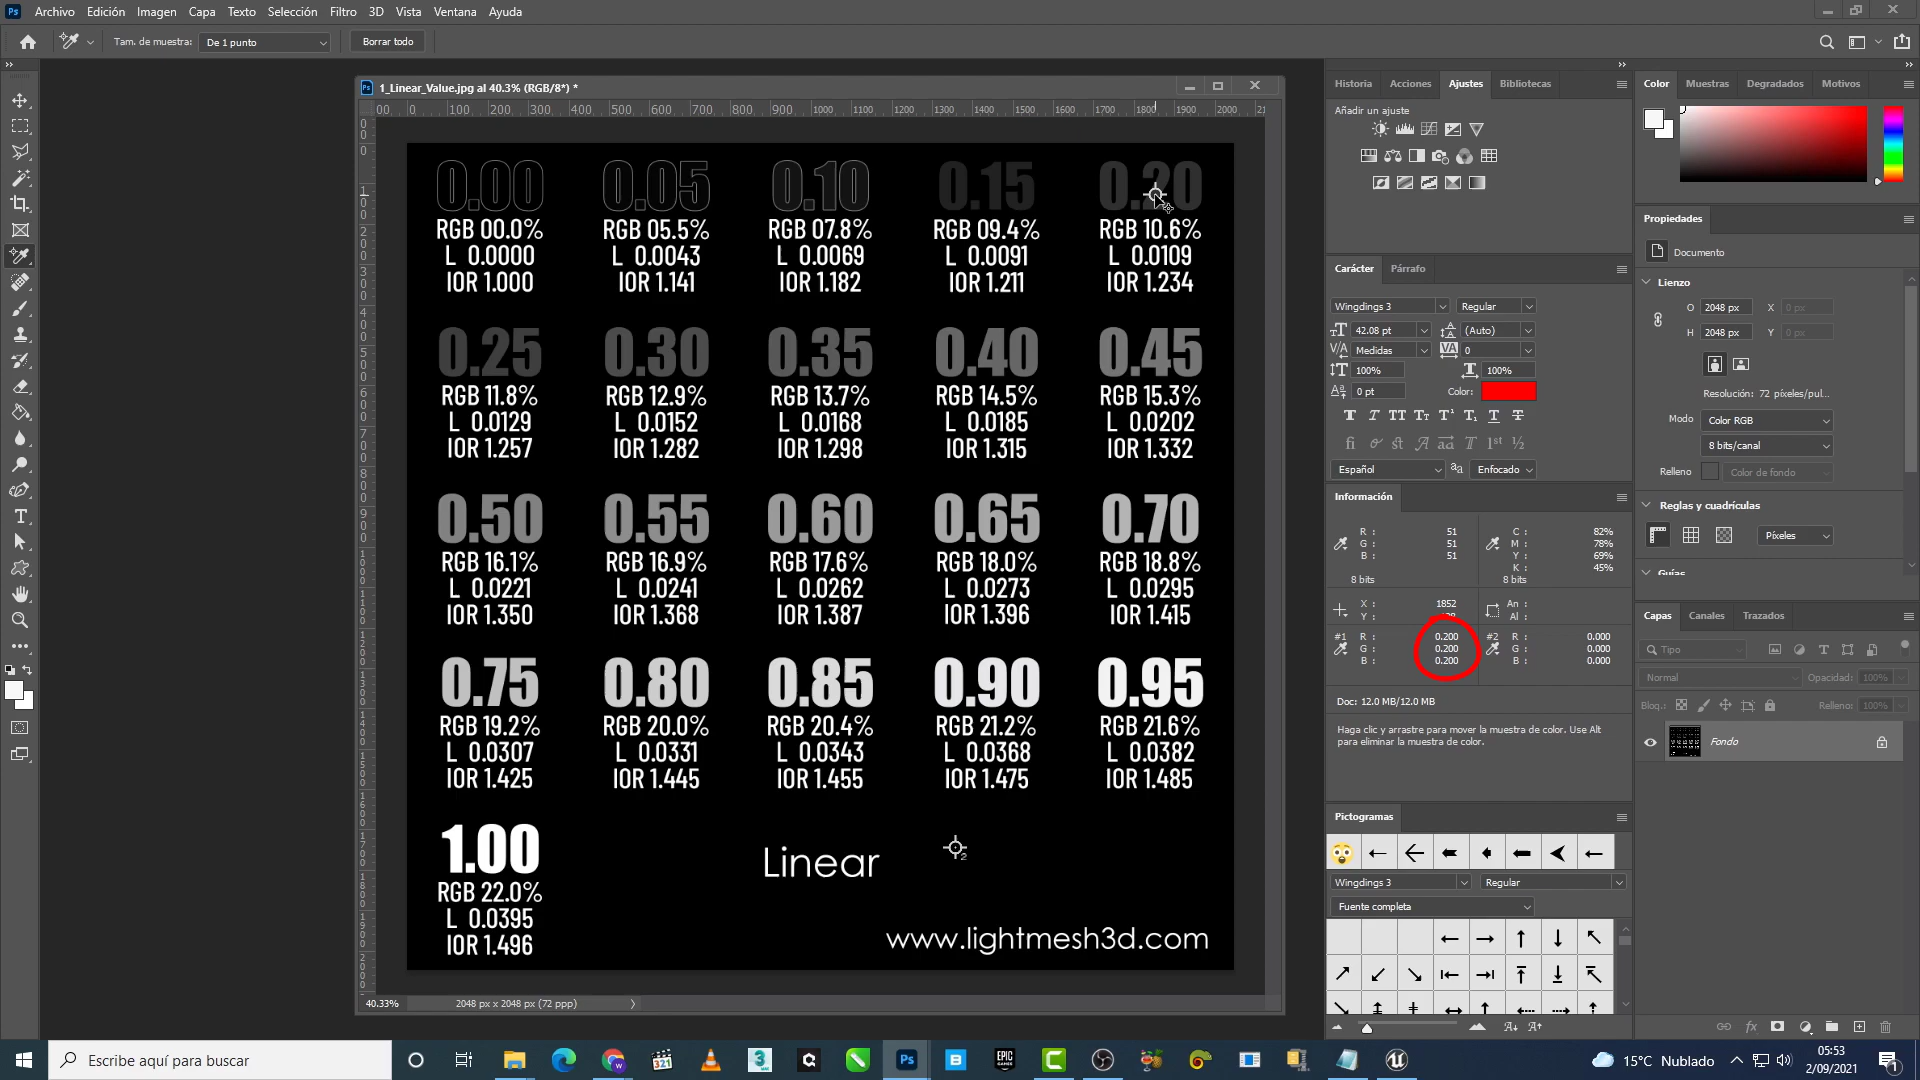 Archivo Edición Imagen Capa Texto Selección Filtro 3D Vista Ventana Ayuda
Tam. de muestra: De 1 punto Borrar todo
1_Linear_Value.jpg al 40.3% (RGB/8*) *
0.00 0.05 0.10 0.15 0.20
RGB 00.0% RGB 05.5% RGB 07.8% RGB 09.4% RGB 10.6%
L 0.0000 L 0.0043 L 0.0069 L 0.0091 L 0.0109
IOR 1.000 IOR 1.141 IOR 1.182 IOR 1.211 IOR 1.234
0.25 0.30 0.35 0.40 0.45
RGB 11.8% RGB 12.9% RGB 13.7% RGB 14.5% RGB 15.3%
L 0.0129 L 0.0152 L 0.0168 L 0.0185 L 0.0202
IOR 1.257 IOR 1.282 IOR 1.298 IOR 1.315 IOR 1.332
0.50 0.55 0.60 0.65 0.70
RGB 16.1% RGB 16.9% RGB 17.6% RGB 18.0% RGB 18.8%
L 0.0221 L 0.0241 L 0.0262 L 0.0273 L 0.0295
IOR 1.350 IOR 1.368 IOR 1.387 IOR 1.396 IOR 1.415
0.75 0.80 0.85 0.90 0.95
RGB 19.2% RGB 20.0% RGB 20.4% RGB 21.2% RGB 21.6%
L 0.0307 L 0.0331 L 0.0343 L 0.0368 L 0.0382
IOR 1.425 IOR 1.445 IOR 1.455 IOR 1.475 IOR 1.485
1.00
RGB 22.0%
L 0.0395
IOR 1.496
Linear
www.lightmesh3d.com
40.33% 2048 px x 2048 px (72 ppp)
Historia Acciones Ajustes Bibliotecas
Añadir un ajuste
Carácter Párrafo
Wingdings 3 Regular
42.08 pt (Auto)
Medidas 0
100% 100%
0 pt Color:
Español Enfocado
Información
R : 51 C : 82%
G : 51 M : 78%
B : 51 Y : 69%
K : 45%
8 bits 8 bits
X : 1852 An :
Y : Al :
#1 R : 0.200 #2 R : 0.000
G : 0.200 G : 0.000
B : 0.200 B : 0.000
Doc: 12.0 MB/12.0 MB
Haga clic y arrastre para mover la muestra de color. Use Alt
para eliminar la muestra de color.
Pictogramas
Wingdings 3 Regular
Fuente completa
Color Muestras Degradados Motivos
Propiedades
Documento
Lienzo
O 2048 px X 0 px
H 2048 px Y 0 px
Resolución: 72 píxeles/pul...
Modo Color RGB
8 bits/canal
Relleno Color de fondo
Reglas y cuadrículas
Píxeles
Guías
Capas Canales Trazados
Tipo
Normal Opacidad: 100%
Bloq.: Relleno: 100%
Fondo
Escribe aquí para buscar
15°C Nublado
05:53
2/09/2021